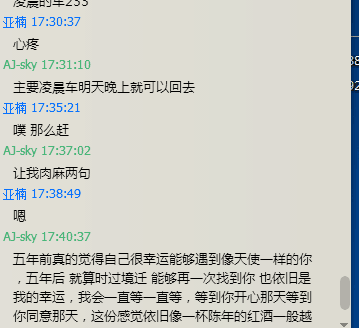 凌晨的车233
亚楠 17:30:37
心疼
AJ-sky 17:31:10
主要凌晨车明天晚上就可以回去
亚楠 17:35:21
噗 那么赶
AJ-sky 17:37:02
让我肉麻两句
亚楠 17:38:49
嗯
AJ-sky 17:40:37
五年前真的觉得自己很幸运能够遇到像天使一样的你
，五年后 就算时过境迁 能够再一次找到你 也依旧是
我的幸运，我会一直等一直等，等到你开心那天等到
你同意那天，这份感觉依旧像一杯陈年的红酒一般越